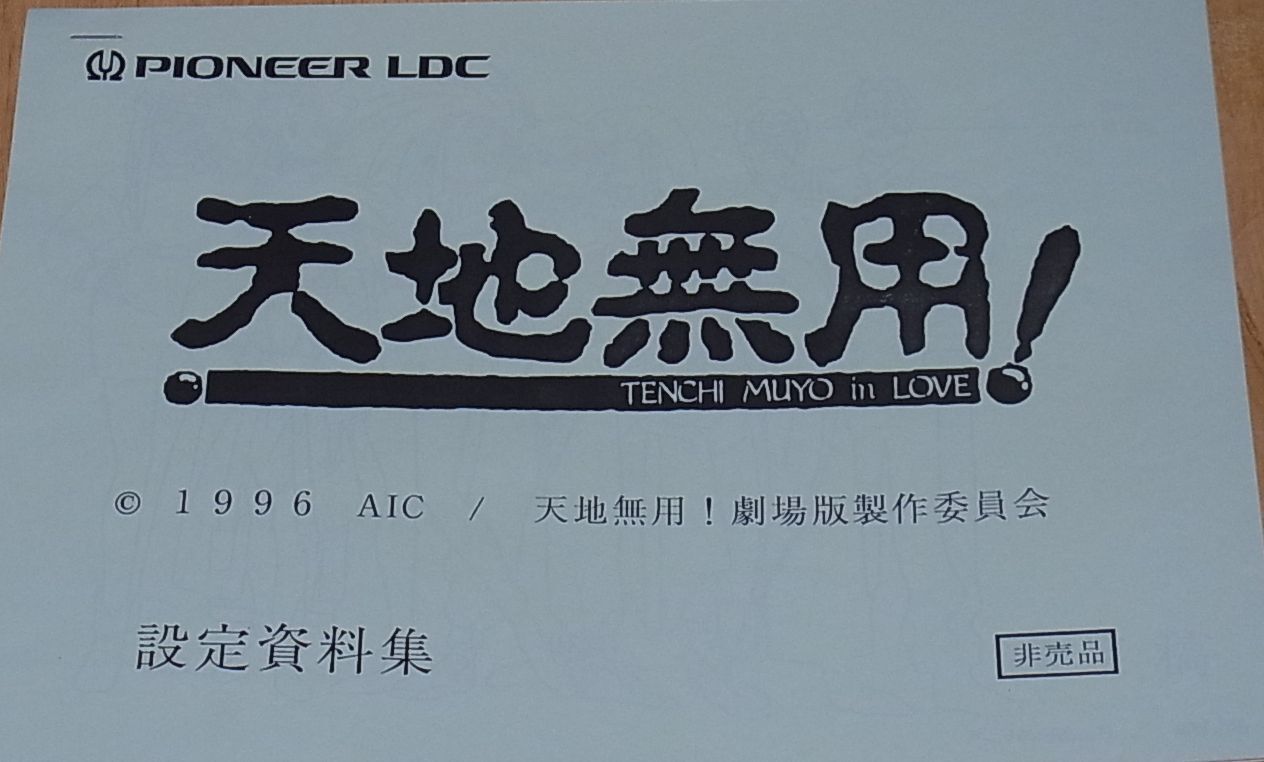 PIONEER LDC
天地無用!
TENCHI MUYO in LOVE
© 1996 AIC / 天地無用!劇場版製作委員会
設定資料集
非売品